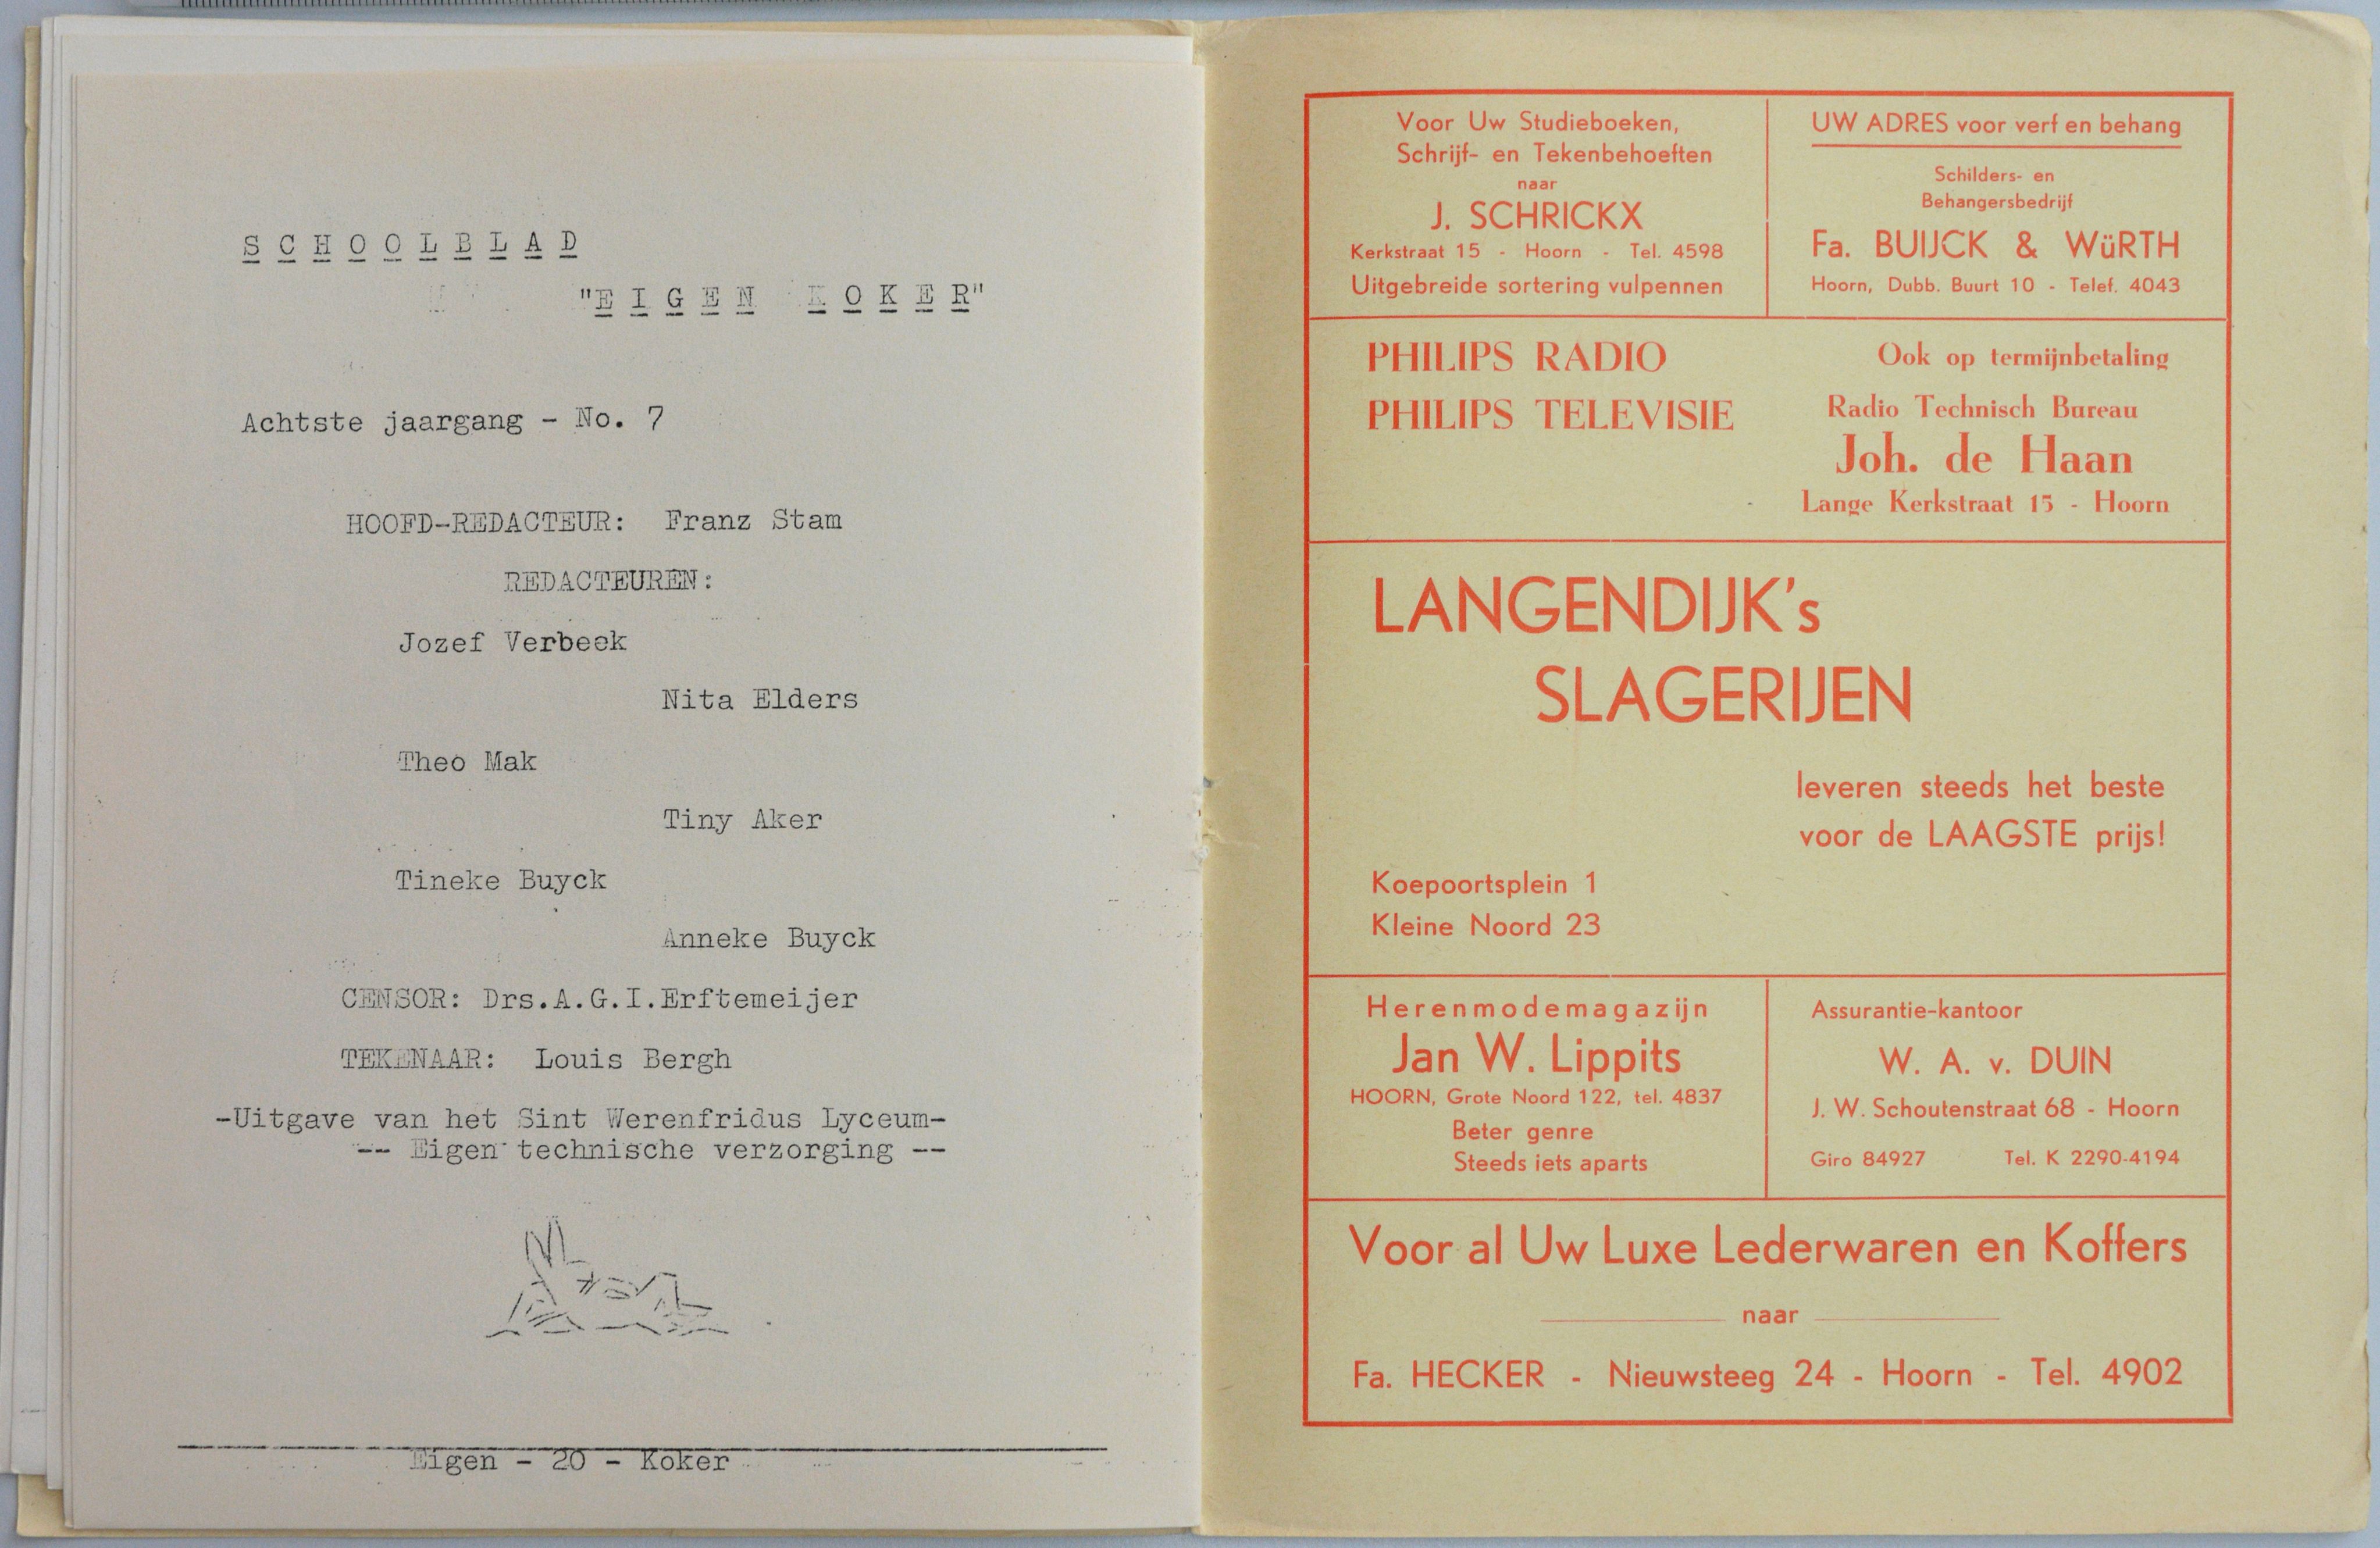 SCHOOLBLAD
"EIGEN KOKER"
Achtste jaargang - No. 7
HOOFD-REDACTEUR: Franz Stam
REDACTEUREN:
Jozef Verbeek
Nita Elders
Theo Mak
Tiny Aker
Tineke Buyck
Anneke Buyck
CENSOR: Drs.A.G.I.Erftemeijer
TEKENAAR: Louis Bergh
-Uitgave van het Sint Werenfridus Lyceum-
-- Eigen technische verzorging --
Eigen - 20 - Koker
Voor Uw Studieboeken,
Schrijf- en Tekenbehoeften
naar
J. SCHRICKX
Kerkstraat 15 - Hoorn - Tel. 4598
Uitgebreide sortering vulpennen
UW ADRES voor verf en behang
Schilders- en
Behangersbedrijf
Fa. BUIJCK & WüRTH
Hoorn, Dubb. Buurt 10 - Telef. 4043
PHILIPS RADIO
PHILIPS TELEVISIE
Ook op termijnbetaling
Radio Technisch Bureau
Joh. de Haan
Lange Kerkstraat 15 - Hoorn
LANGENDIJK's
SLAGERIJEN
leveren steeds het beste
voor de LAAGSTE prijs!
Koepoortsplein 1
Kleine Noord 23
Herenmodemagazijn
Jan W. Lippits
HOORN, Grote Noord 122, tel. 4837
Beter genre
Steeds iets aparts
Assurantie-kantoor
W. A. v. DUIN
J. W. Schoutenstraat 68 - Hoorn
Giro 84927 Tel. K 2290-4194
Voor al Uw Luxe Lederwaren en Koffers
naar
Fa. HECKER - Nieuwsteeg 24 - Hoorn - Tel. 4902